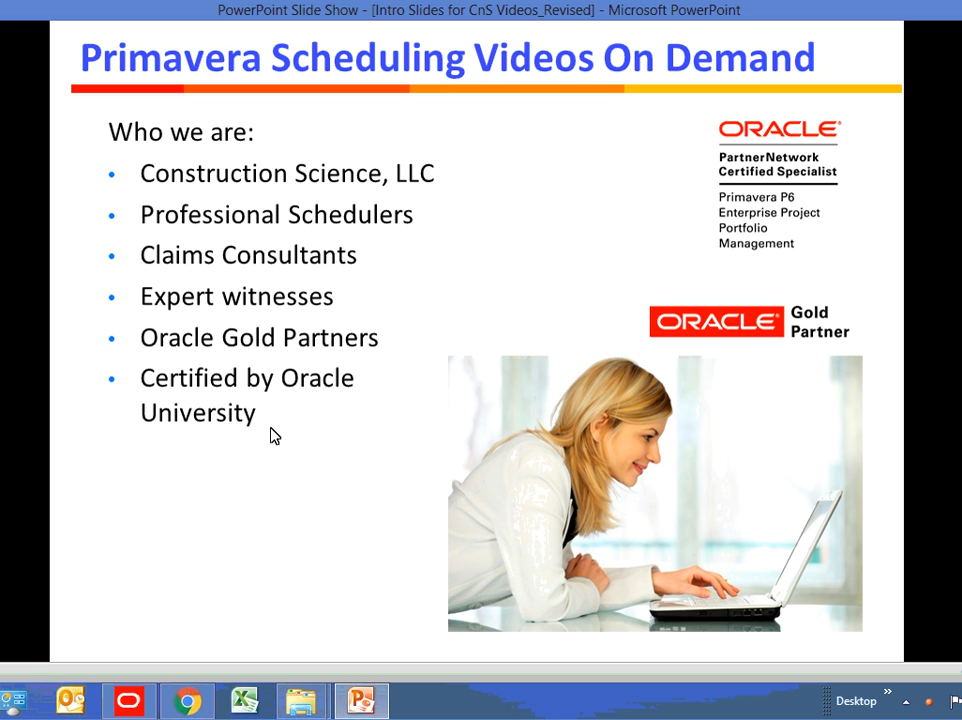 PowerPoint Slide Show - [Intro Slides for CnS Videos_Revised] - Microsoft PowerPoint
Primavera Scheduling Videos On Demand
Who we are:
• Construction Science, LLC
• Professional Schedulers
• Claims Consultants
• Expert witnesses
• Oracle Gold Partners
• Certified by Oracle
University
ORACLE®
PartnerNetwork
Certified Specialist
Primavera P6
Enterprise Project
Portfolio
Management
ORACLE® Gold
Partner
Desktop